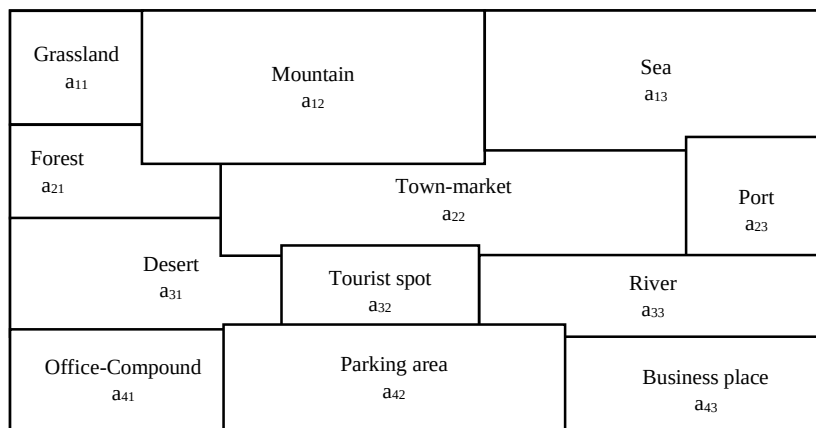 Grassland
a₁₁
Mountain
a₁₂
Sea
a₁₃
Forest
a₂₁
Town-market
a₂₂
Port
a₂₃
Desert
a₃₁
Tourist spot
a₃₂
River
a₃₃
Office-Compound
a₄₁
Parking area
a₄₂
Business place
a₄₃